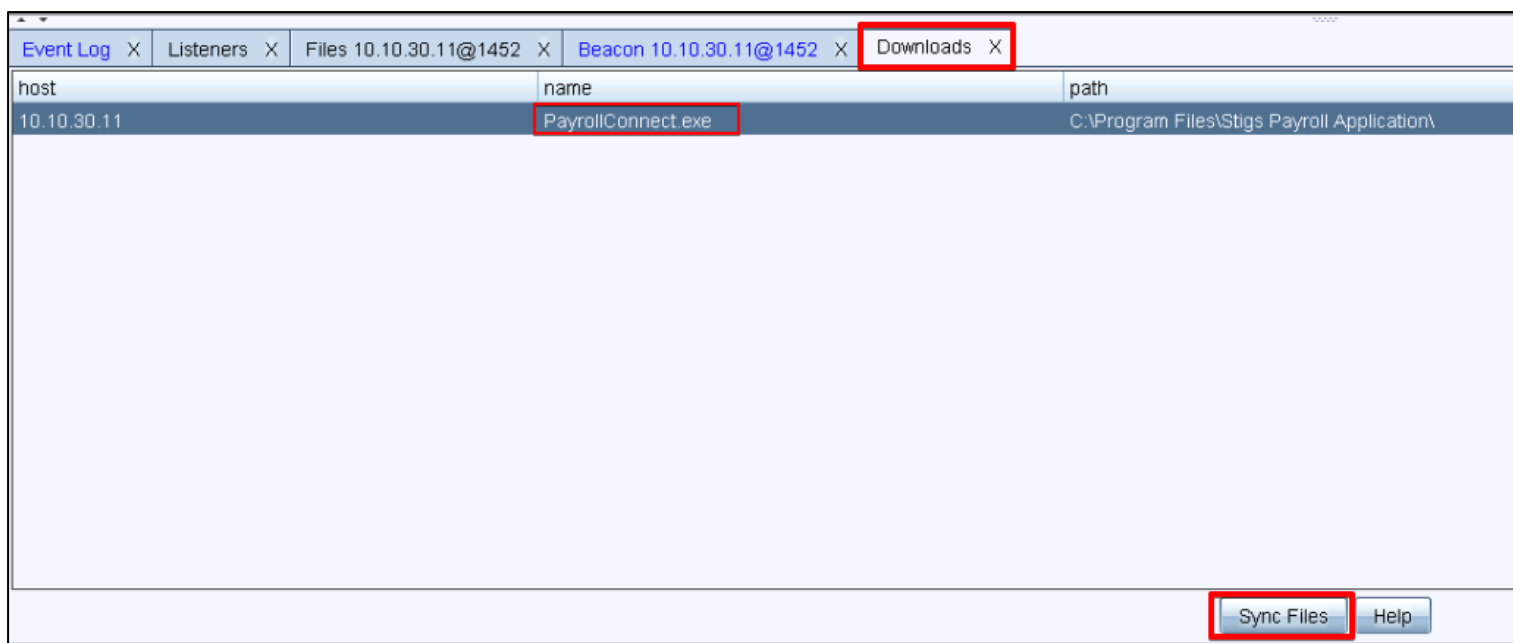 Event Log X Listeners X Files 10.10.30.11@1452 X Beacon 10.10.30.11@1452 X Downloads X
host name path
10.10.30.11 PayrollConnect.exe C:\Program Files\Stigs Payroll Application\
Sync Files Help